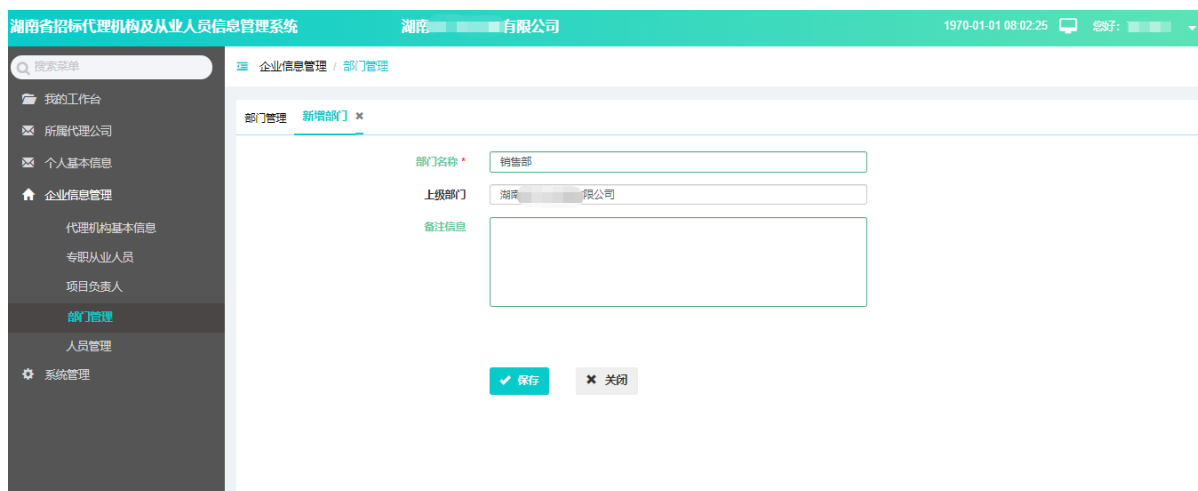 湖南省招标代理机构及从业人员信息管理系统 湖南 有限公司 1970-01-01 08:02:25 您好:
搜索菜单
企业信息管理 / 部门管理
我的工作台
所属代理公司
个人基本信息
企业信息管理
代理机构基本信息
专职从业人员
项目负责人
部门管理
人员管理
系统管理
部门管理 新增部门 ×
部门名称 * 销售部
上级部门 湖南 限公司
备注信息
保存 关闭